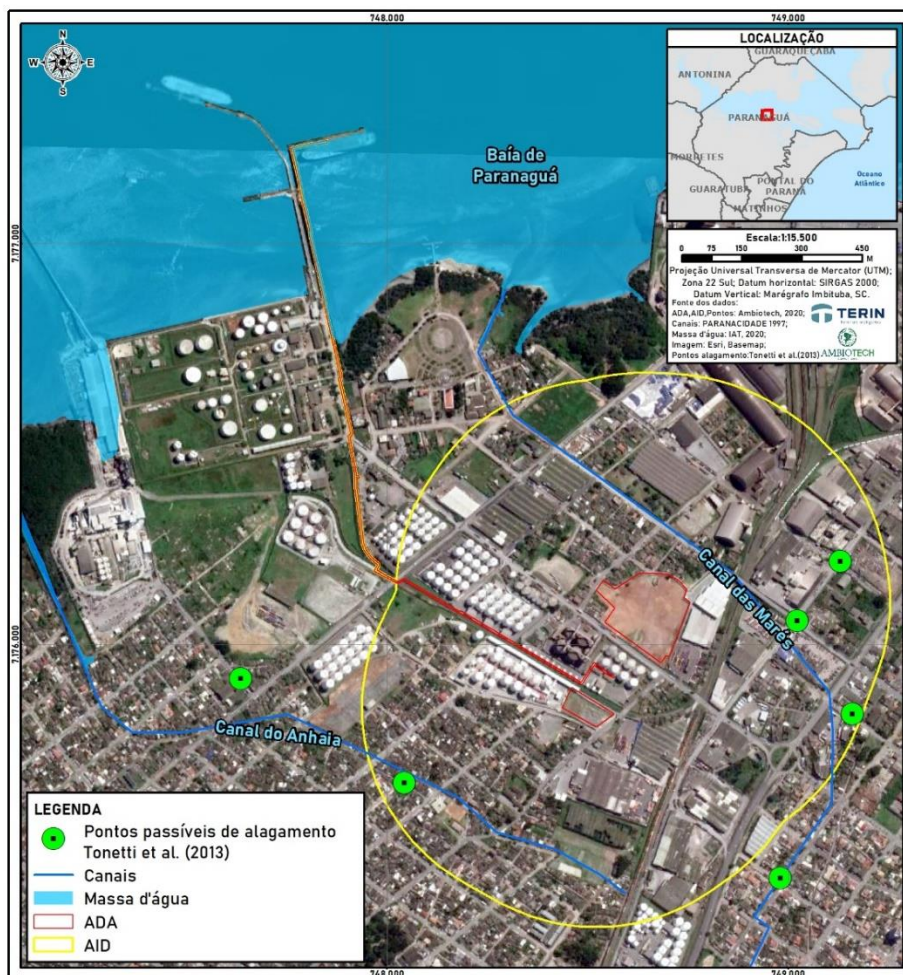 748.000
749.000
N
W
E
S
LOCALIZAÇÃO
GUARAQUEÇABA
ANTONINA
PARANAGUÁ
MORRETES
GUARATUBA
PONTAL DO
PARANÁ
MATINHOS
Oceano
Atlântico
Baía de
Paranaguá
7.177.000
Escala:1:15.500
0 75 150 300 450
M
Projeção Universal Transversa de Mercator (UTM);
Zona 22 Sul; Datum horizontal: SIRGAS 2000;
Datum Vertical: Marégrafo Imbituba, SC.
Fonte dos dados:
ADA,AID,Pontos: Ambiotech, 2020;
Canais: PARANACIDADE 1997;
Massa d'água: IAT, 2020;
Imagem: Esri, Basemap;
Pontos alagamento:Tonetti et al.(2013)
TERIN
AMBIOTECH
Canal das Marés
7.176.000
Canal do Anhaia
LEGENDA
Pontos passíveis de alagamento
Tonetti et al. (2013)
Canais
Massa d'água
ADA
AID
748.000
749.000